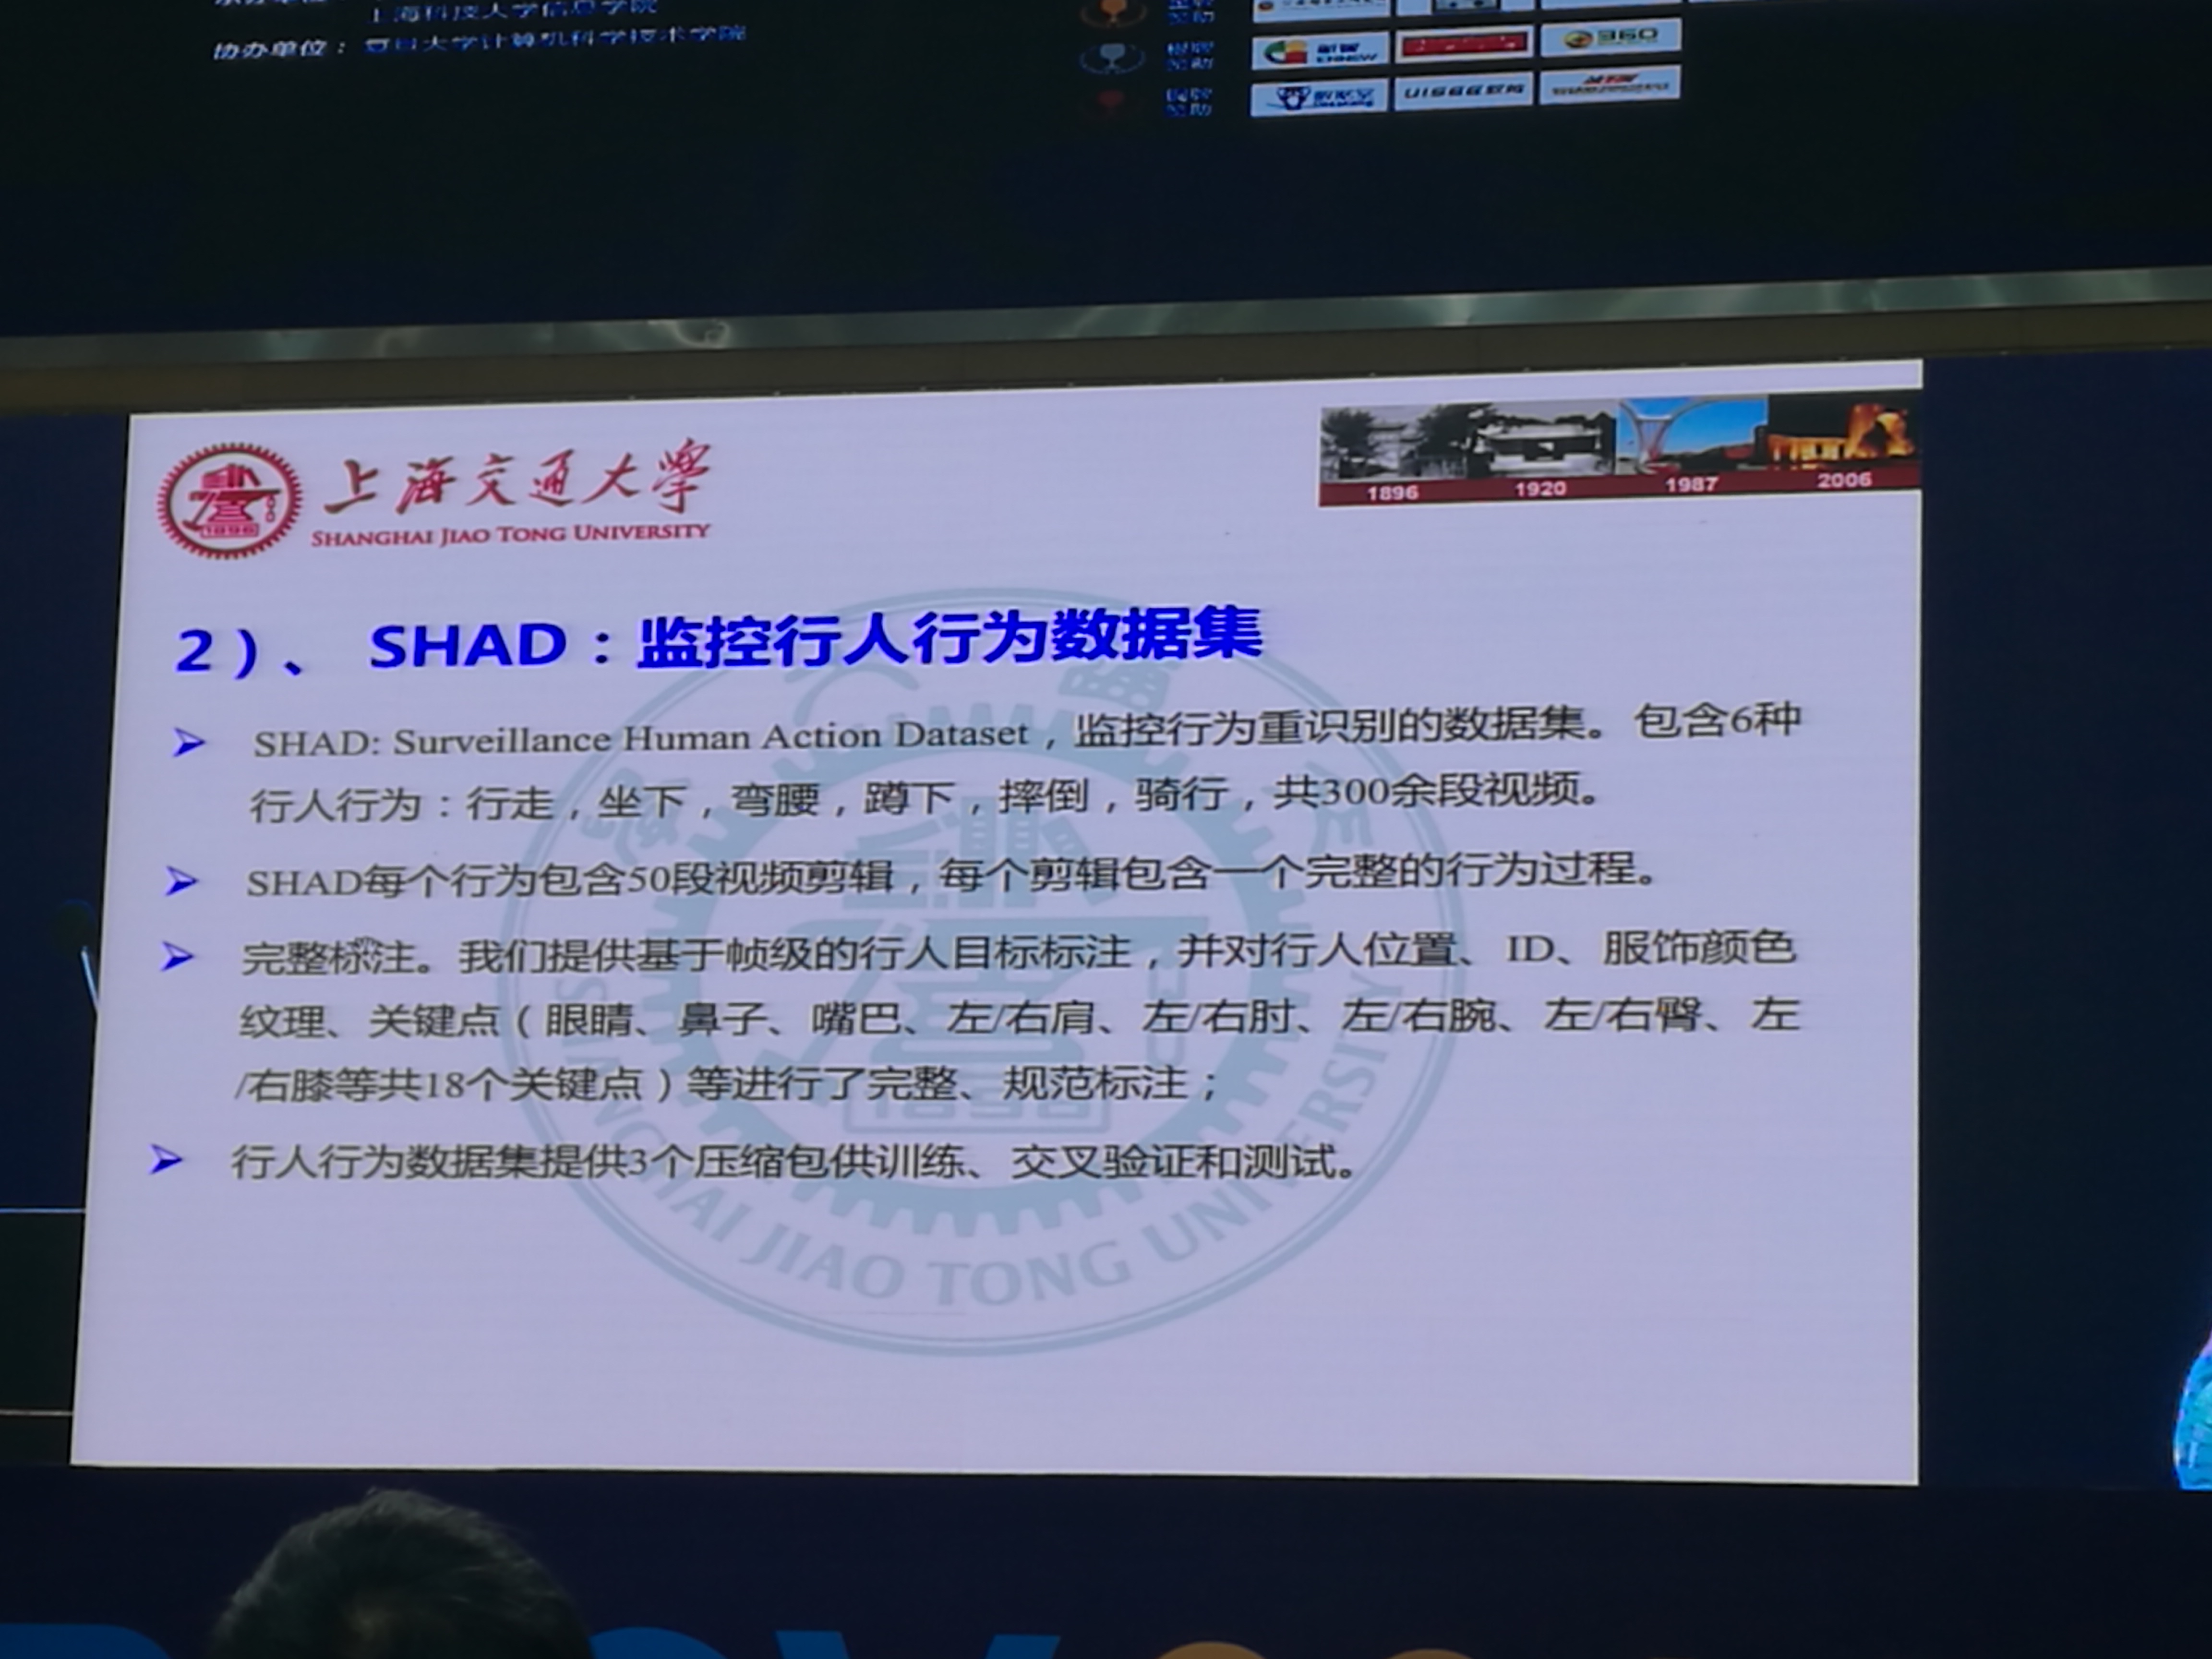 上海科技大学信息学院
协办单位： 复旦大学计算机科学技术学院
360
UISEE驭势
上海交通大学
SHANGHAI JIAO TONG UNIVERSITY
1896 1920 1987 2006
2）、 SHAD：监控行人行为数据集
SHAD: Surveillance Human Action Dataset，监控行为重识别的数据集。包含6种
行人行为：行走，坐下，弯腰，蹲下，摔倒，骑行，共300余段视频。
SHAD每个行为包含50段视频剪辑，每个剪辑包含一个完整的行为过程。
完整标注。我们提供基于帧级的行人目标标注，并对行人位置、ID、服饰颜色
纹理、关键点（眼睛、鼻子、嘴巴、左/右肩、左/右肘、左/右腕、左/右臀、左
/右膝等共18个关键点）等进行了完整、规范标注；
行人行为数据集提供3个压缩包供训练、交叉验证和测试。
1896
SHANGHAI JIAO TONG UNIVERSITY